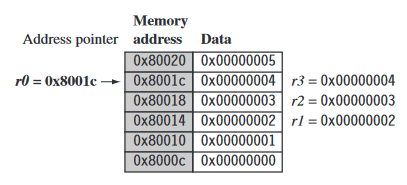 Memory
Address pointer address Data
0x80020 0x00000005
r0 = 0x8001c 0x8001c 0x00000004 r3 = 0x00000004
0x80018 0x00000003 r2 = 0x00000003
0x80014 0x00000002 r1 = 0x00000002
0x80010 0x00000001
0x8000c 0x00000000